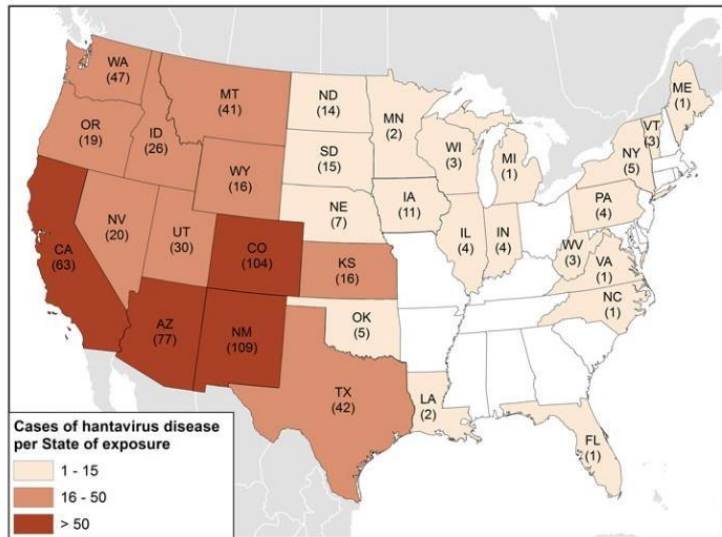 WA
(47)
MT
(41)
ND
(14)
MN
(2)
ME
(1)
VT
(3)
OR
(19)
ID
(26)
WY
(16)
SD
(15)
WI
(3)
MI
(1)
NY
(5)
NE
(7)
IA
(11)
PA
(4)
NV
(20)
UT
(30)
CO
(104)
KS
(16)
IL
(4)
IN
(4)
WV
(3)
VA
(1)
CA
(63)
AZ
(77)
NM
(109)
OK
(5)
NC
(1)
TX
(42)
LA
(2)
FL
(1)
Cases of hantavirus disease
per State of exposure
1 - 15
16 - 50
> 50